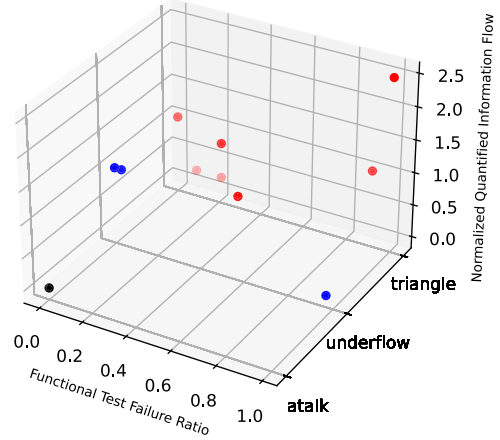 2.5
2.0
1.5
1.0
0.5
0.0
Normalized Quantified Information Flow
triangle
underflow
atalk
0.0
0.2
0.4
0.6
0.8
1.0
Functional Test Failure Ratio